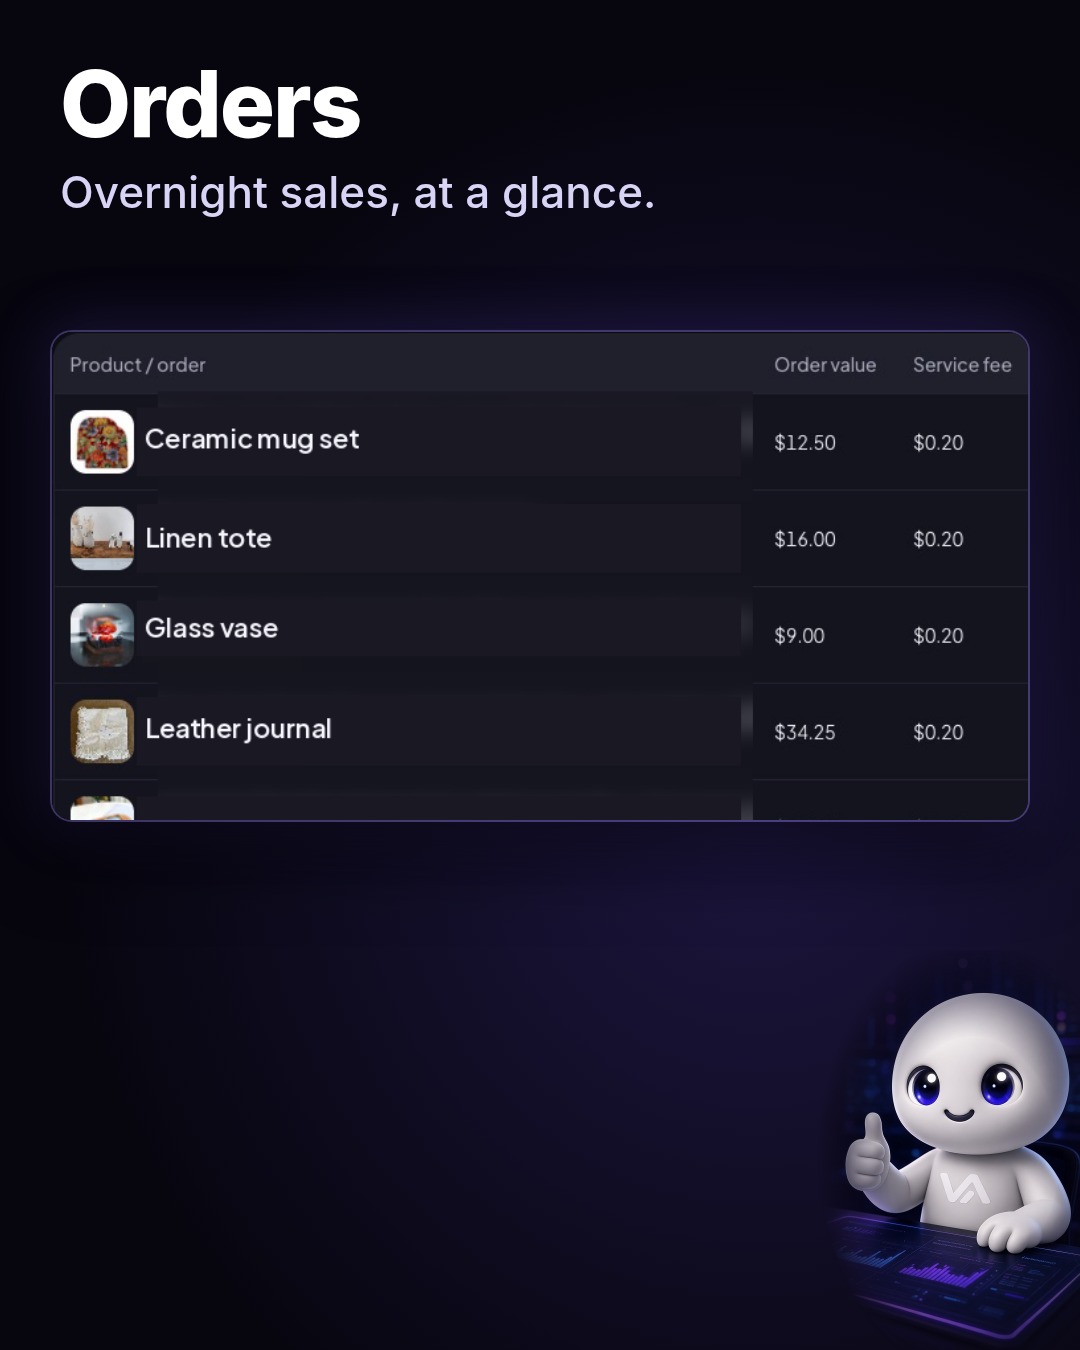 Orders
Overnight sales, at a glance.
Product / order Order value Service fee
Ceramic mug set $12.50 $0.20
Linen tote $16.00 $0.20
Glass vase $9.00 $0.20
Leather journal $34.25 $0.20
VA